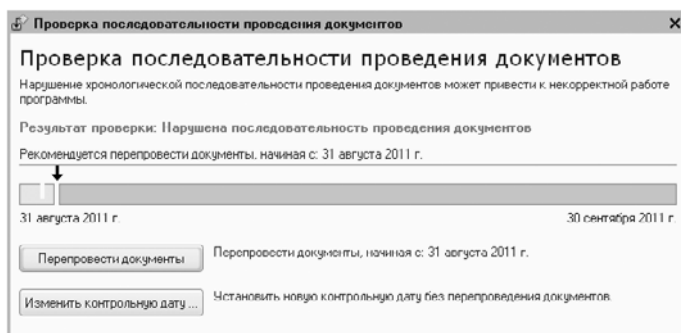 Проверка последовательности проведения документов
Проверка последовательности проведения документов
Нарушение хронологической последовательности проведения документов может привести к некорректной работе
программы.
Результат проверки: Нарушена последовательность проведения документов
Рекомендуется перепровести документы, начиная с: 31 августа 2011 г.
31 августа 2011 г. 30 сентября 2011 г.
Перепровести документы Перепровести документы, начиная с: 31 августа 2011 г.
Изменить контрольную дату ... Установить новую контрольную дату без перепроведения документов.